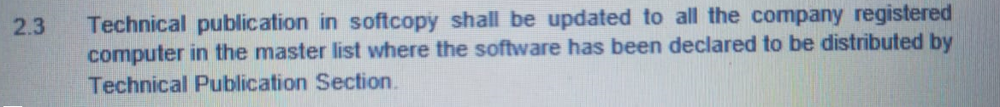 2.3 Technical publication in softcopy shall be updated to all the company registered
computer in the master list where the software has been declared to be distributed by
Technical Publication Section.